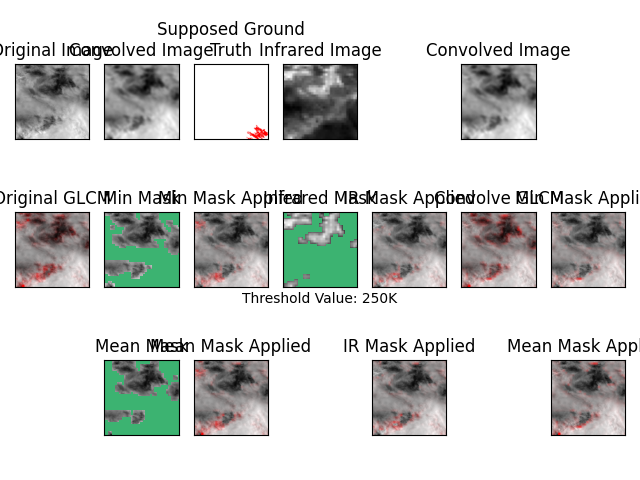 Supposed Ground
Original Image Convolved Image Truth Infrared Image Convolved Image
Original GLCM Min Mask Min Mask Applied Infrared Mask IR Mask Applied Convolve GLCM Min Mask Appli
Threshold Value: 250K
Mean Mask Mean Mask Applied IR Mask Applied Mean Mask Appl